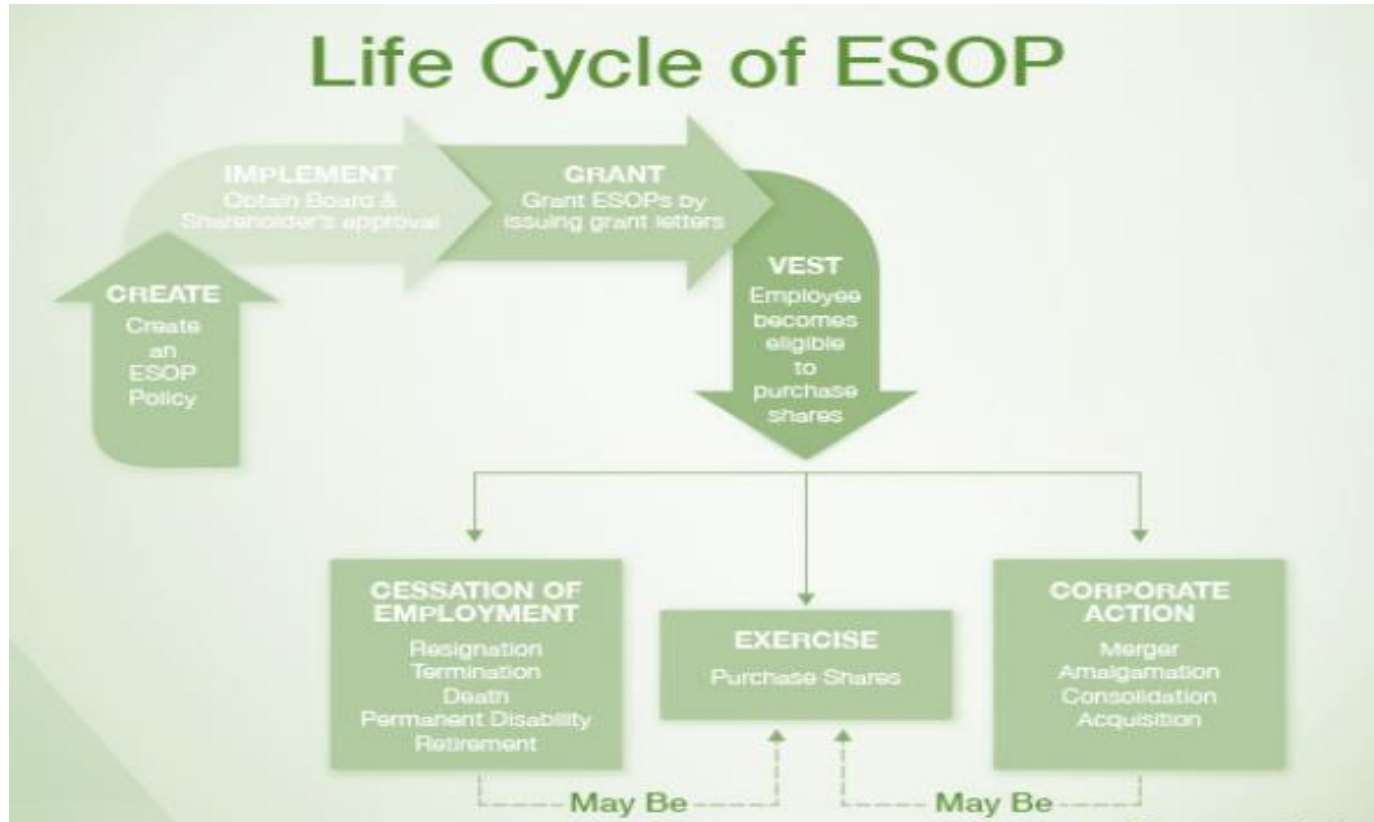 Life Cycle of ESOP
IMPLEMENT
Obtain Board &
Shareholder's approval
GRANT
Grant ESOPs by
issuing grant letters
CREATE
Create
an
ESOP
Policy
VEST
Employee
becomes
eligible
to
purchase
shares
CESSATION OF
EMPLOYMENT
Resignation
Termination
Death
Permanent Disability
Retirement
EXERCISE
Purchase Shares
CORPORATE
ACTION
Merger
Amalgamation
Consolidation
Acquisition
May Be
May Be